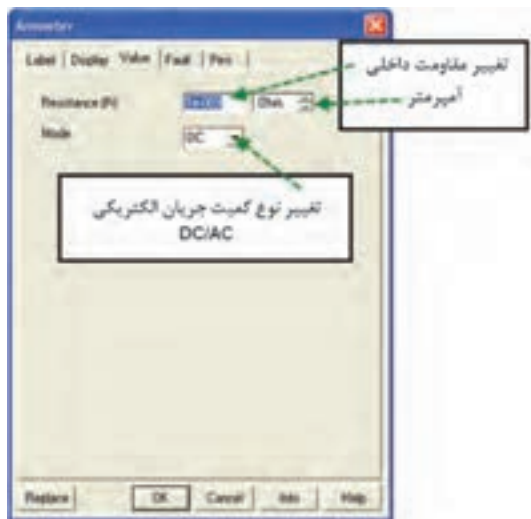 Ammeter
Label Display Value Fault Pins
Resistance (R)
Ohm
Mode
DC
تغییر مقاومت داخلی
آمپرمتر
تغییر نوع کمیت جریان الکتریکی
DC/AC
Replace OK Cancel Info Help